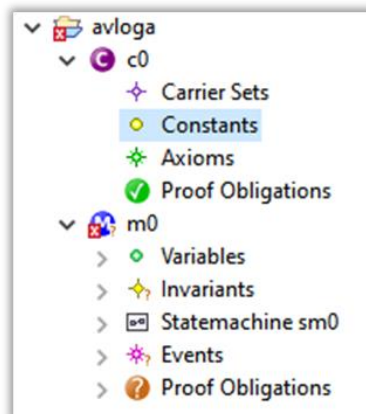 avloga
c0
Carrier Sets
Constants
Axioms
Proof Obligations
m0
Variables
Invariants
Statemachine sm0
Events
Proof Obligations